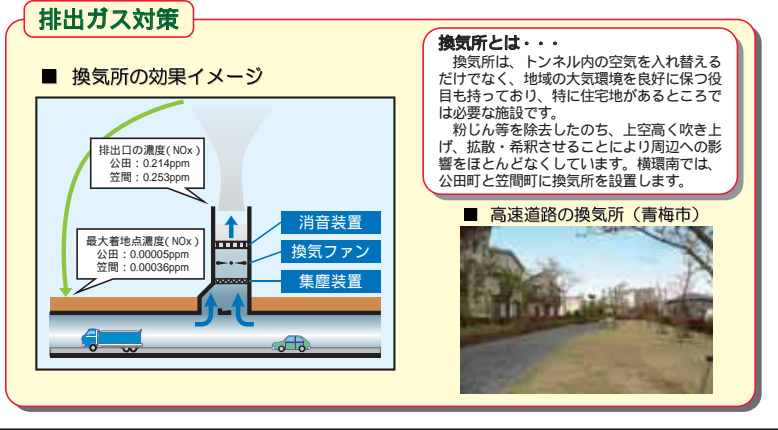 排出ガス対策
■ 換気所の効果イメージ
排出口の濃度(NOx)
公田：0.214ppm
笠間：0.253ppm
最大着地点濃度(NOx)
公田：0.00005ppm
笠間：0.00036ppm
消音装置
換気ファン
集塵装置
換気所とは・・・
換気所は、トンネル内の空気を入れ替える
だけでなく、地域の大気環境を良好に保つ役
目も持っており、特に住宅地があるところで
は必要な施設です。
粉じん等を除去したのち、上空高く吹き上
げ、拡散・希釈させることにより周辺への影
響をほとんどなくしています。横環南では、
公田町と笠間町に換気所を設置します。
■ 高速道路の換気所（青梅市）